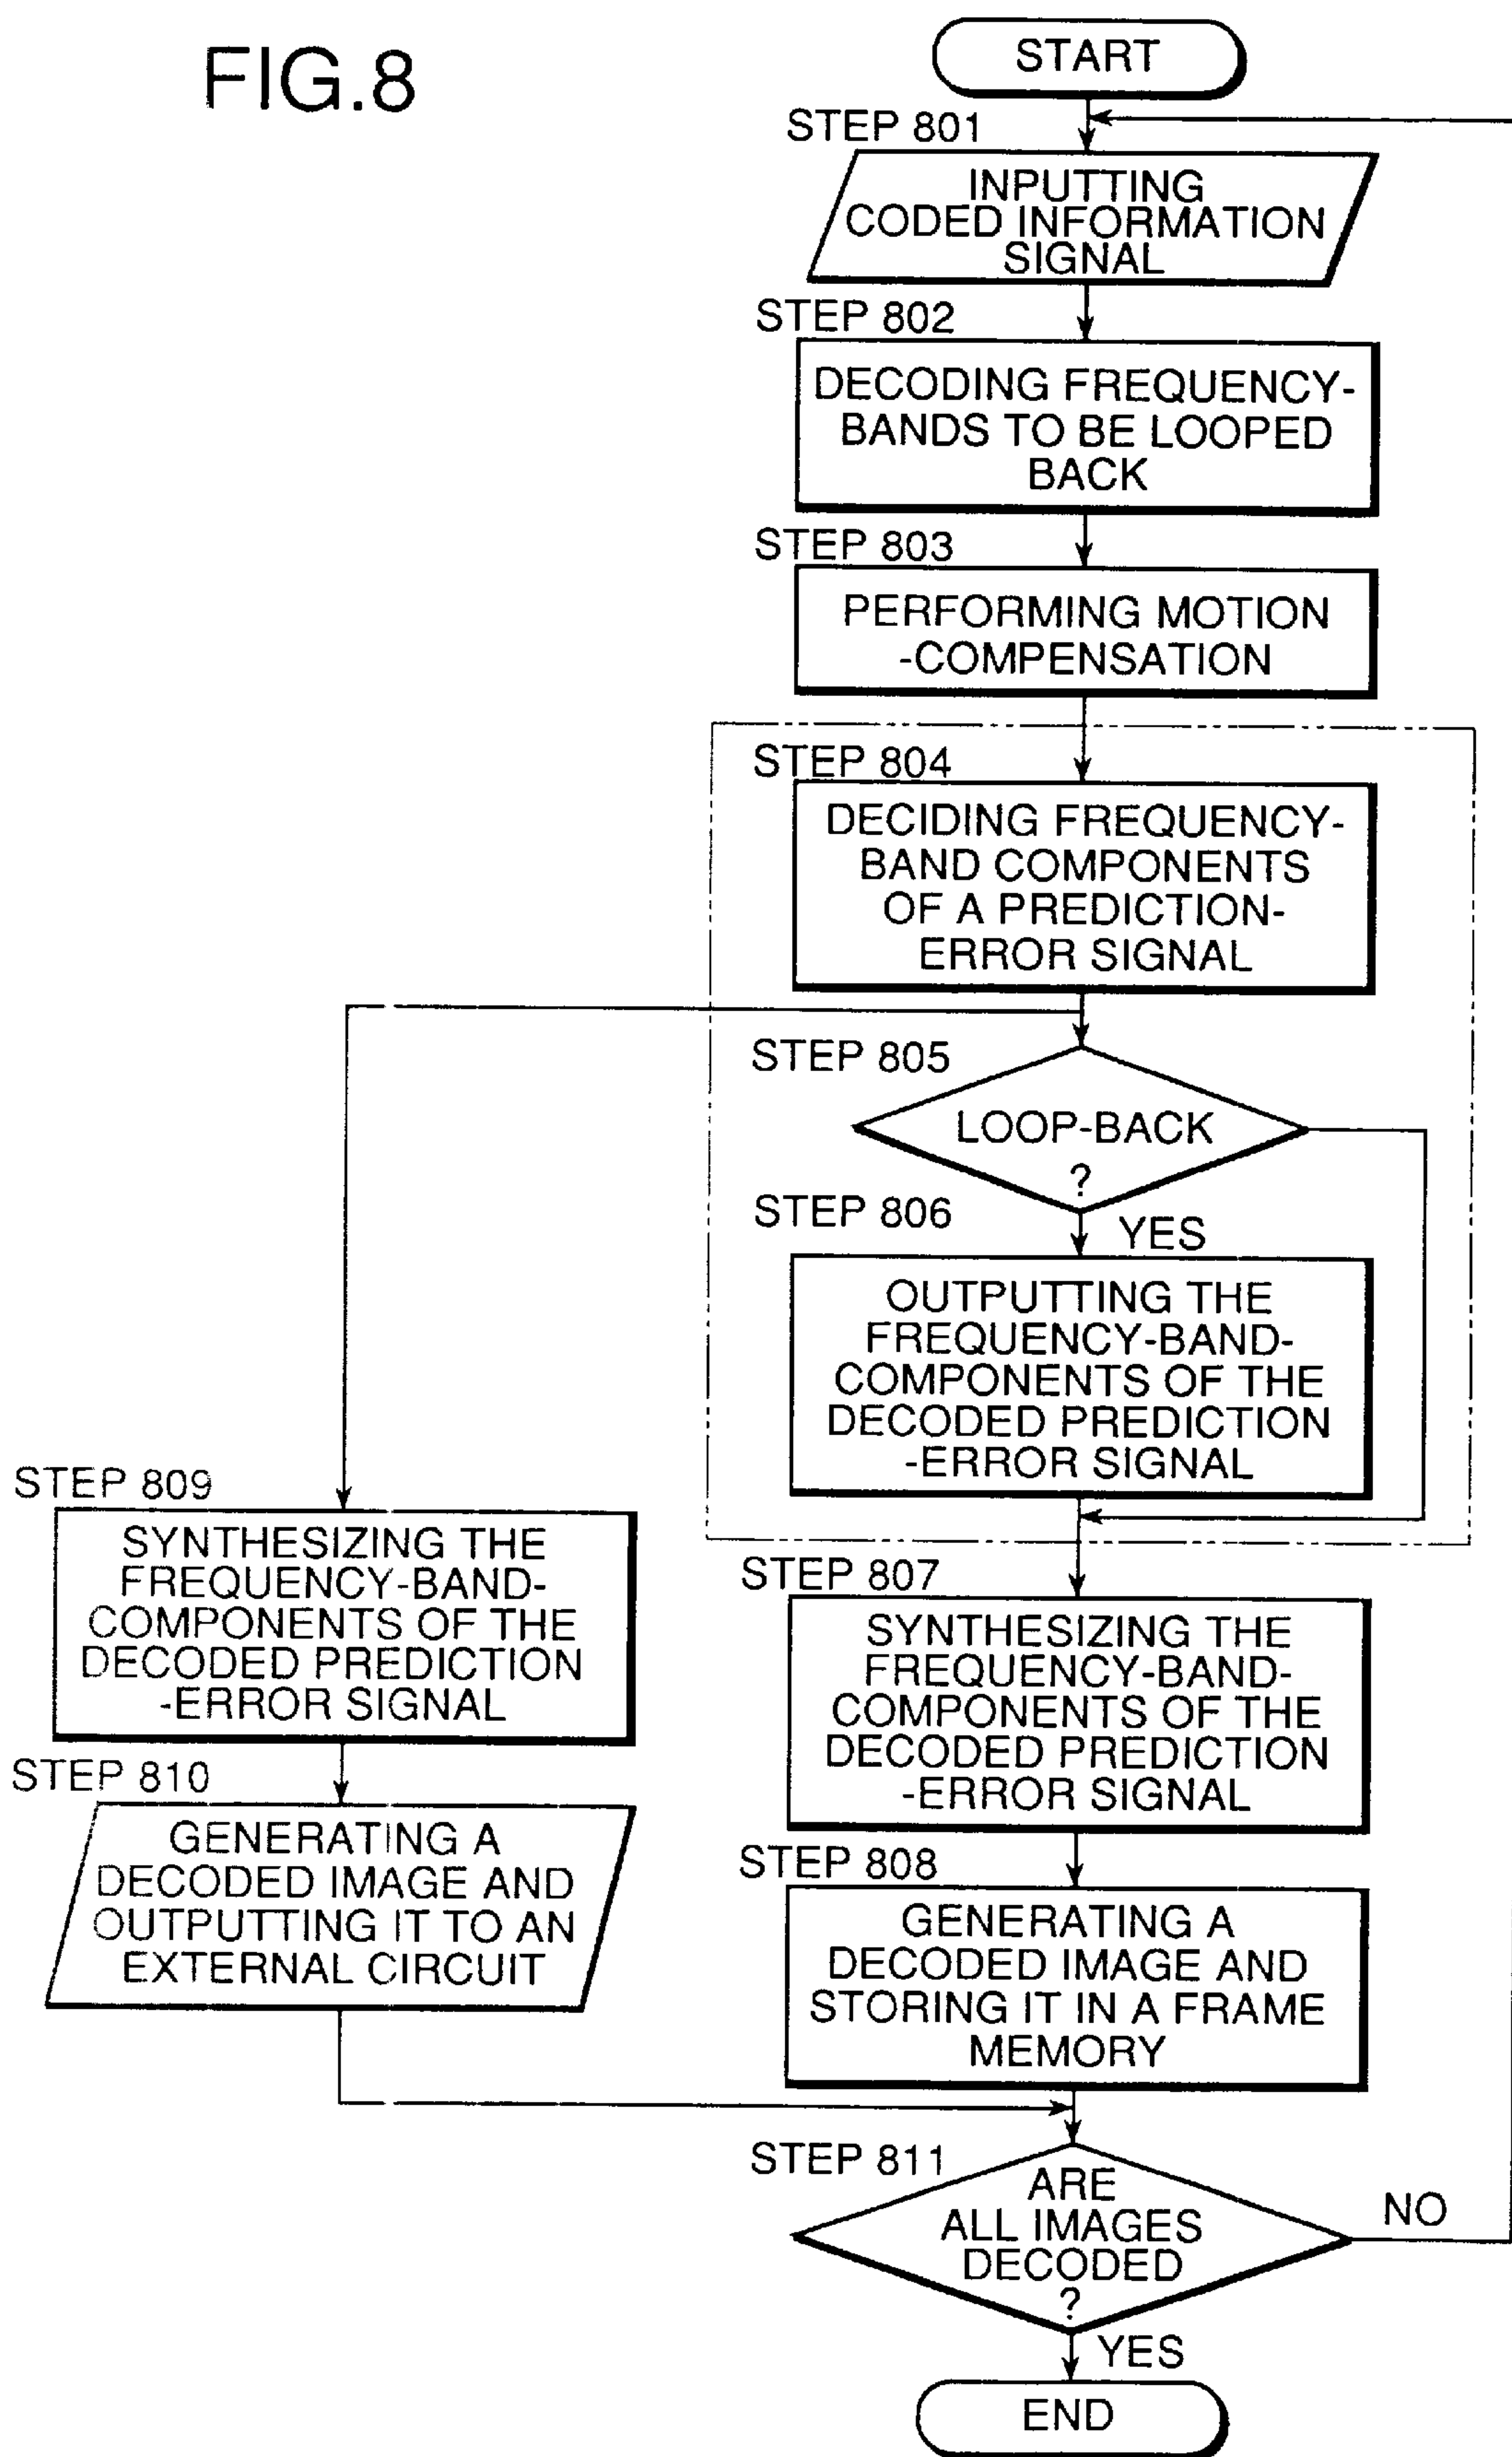 FIG.8
START
STEP 801
INPUTTING
CODED INFORMATION
SIGNAL
STEP 802
DECODING FREQUENCY-
BANDS TO BE LOOPED
BACK
STEP 803
PERFORMING MOTION
-COMPENSATION
STEP 804
DECIDING FREQUENCY-
BAND COMPONENTS
OF A PREDICTION-
ERROR SIGNAL
STEP 805
LOOP-BACK
?
STEP 806
YES
OUTPUTTING THE
FREQUENCY-BAND-
COMPONENTS OF THE
DECODED PREDICTION
-ERROR SIGNAL
STEP 809
SYNTHESIZING THE
FREQUENCY-BAND-
COMPONENTS OF THE
DECODED PREDICTION
-ERROR SIGNAL
STEP 810
GENERATING A
DECODED IMAGE AND
OUTPUTTING IT TO AN
EXTERNAL CIRCUIT
STEP 807
SYNTHESIZING THE
FREQUENCY-BAND-
COMPONENTS OF THE
DECODED PREDICTION
-ERROR SIGNAL
STEP 808
GENERATING A
DECODED IMAGE AND
STORING IT IN A FRAME
MEMORY
STEP 811
ARE
ALL IMAGES
DECODED
?
NO
YES
END